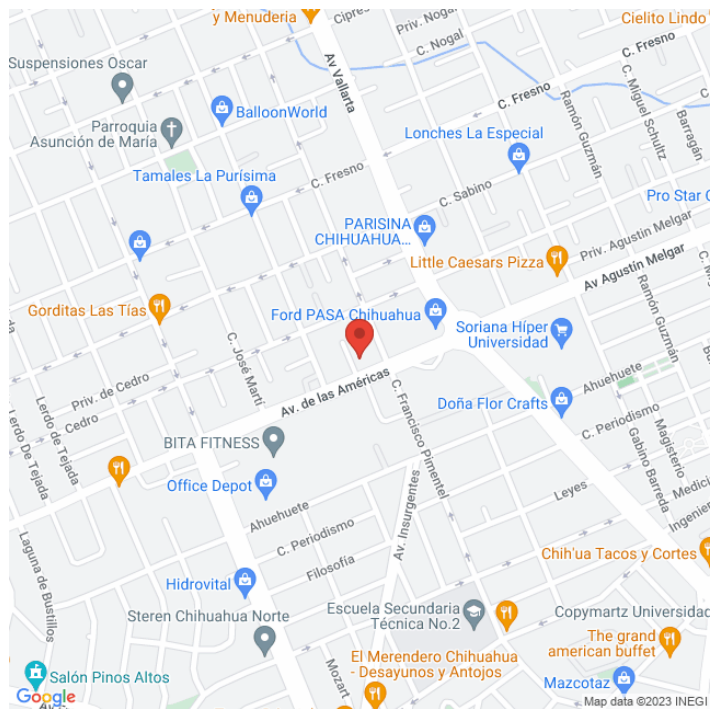 y Menuderia
Cipres
Priv. Nogal
C. Nogal
Cielito Lindo
C. Fresno
Suspensiones Oscar
Av Vallarta
C. Miguel Schultz
C. Fresno
BalloonWorld
Ramón Guzmán
Barragán
Parroquia
Asunción de María
Lonches La Especial
Tamales La Purísima
C. Fresno
C. Sabino
Pro Star C
PARISINA
CHIHUAHUA...
Priv. Agustin Melgar
Little Caesars Pizza
Av Agustín Melgar
Gorditas Las Tías
Ford PASA Chihuahua
Soriana Híper
Universidad
Ramón Guzmán
C. José Martí
Priv. de Cedro
Cedro
Av. de las Américas
C. Francisco Pimentel
Ahuehuete
Doña Flor Crafts
Lerdo de Tejada
Lerdo De Tejada
C. Periodismo
BITA FITNESS
Magisterio
Gabino Barreda
Office Depot
Av. Insurgentes
Leyes
Medici
Ahuehuete
Ingenier
Laguna de Bustillos
C. Periodismo
Filosofía
Chih'ua Tacos y Cortes
Hidrovital
Steren Chihuahua Norte
Escuela Secundaria
Técnica No.2
Copymartz Universidad
The grand
american buffet
El Merendero Chihuahua
- Desayunos y Antojos
Mozart
Salón Pinos Altos
Mazcotaz
Google
Map data ©2023 INEGI